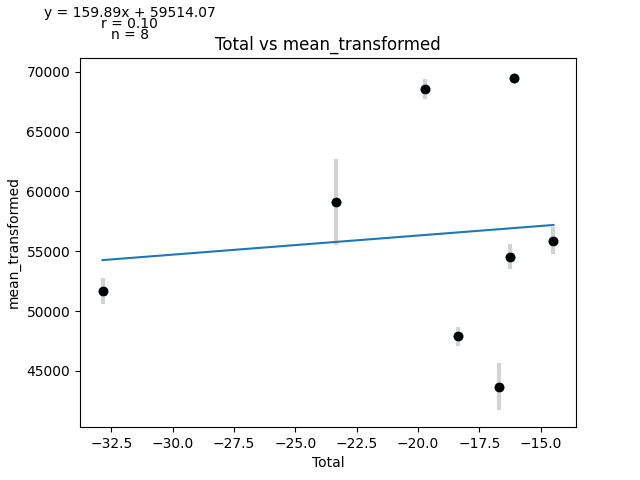 y = 159.89x + 59514.07
r = 0.10
n = 8
Total vs mean_transformed
70000
65000
60000
55000
50000
45000
mean_transformed
−32.5 −30.0 −27.5 −25.0 −22.5 −20.0 −17.5 −15.0
Total